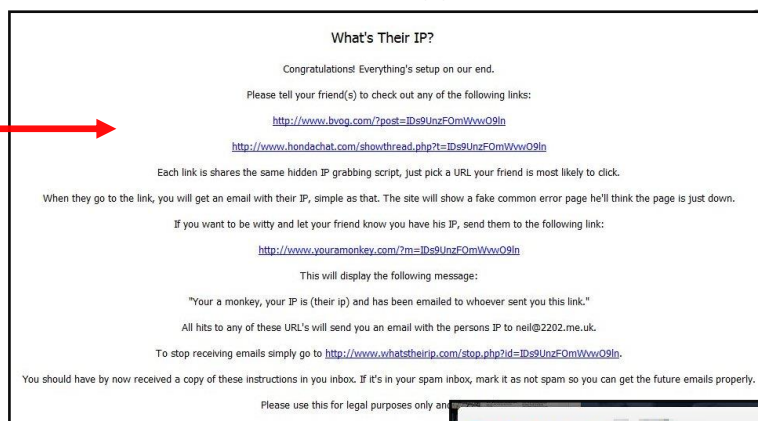 What's Their IP?
Congratulations! Everything's setup on our end.
Please tell your friend(s) to check out any of the following links:
http://www.bvog.com/?post=IDs9UnzFOmWvwO9ln
http://www.hondachat.com/showthread.php?t=IDs9UnzFOmWvwO9ln
Each link is shares the same hidden IP grabbing script, just pick a URL your friend is most likely to click.
When they go to the link, you will get an email with their IP, simple as that. The site will show a fake common error page he'll think the page is just down.
If you want to be witty and let your friend know you have his IP, send them to the following link:
http://www.youramonkey.com/?m=IDs9UnzFOmWvwO9ln
This will display the following message:
"Your a monkey, your IP is (their ip) and has been emailed to whoever sent you this link."
All hits to any of these URL's will send you an email with the persons IP to neil@2202.me.uk.
To stop receiving emails simply go to http://www.whatstheirip.com/stop.php?id=IDs9UnzFOmWvwO9ln.
You should have by now received a copy of these instructions in you inbox. If it's in your spam inbox, mark it as not spam so you can get the future emails properly.
Please use this for legal purposes only and